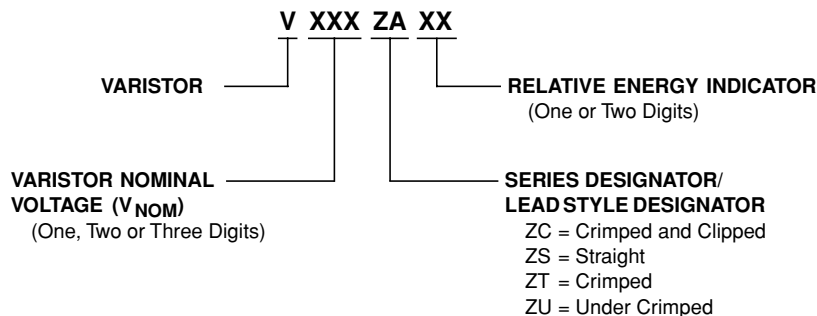 V XXX ZA XX
VARISTOR
RELATIVE ENERGY INDICATOR
(One or Two Digits)
VARISTOR NOMINAL
VOLTAGE (VNOM)
(One, Two or Three Digits)
SERIES DESIGNATOR/
LEAD STYLE DESIGNATOR
ZC = Crimped and Clipped
ZS = Straight
ZT = Crimped
ZU = Under Crimped